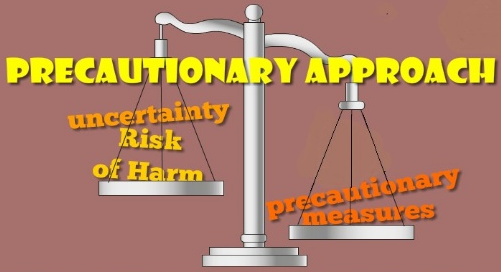 PRECAUTIONARY APPROACH
uncertainty
Risk
of Harm
precautionary
measures